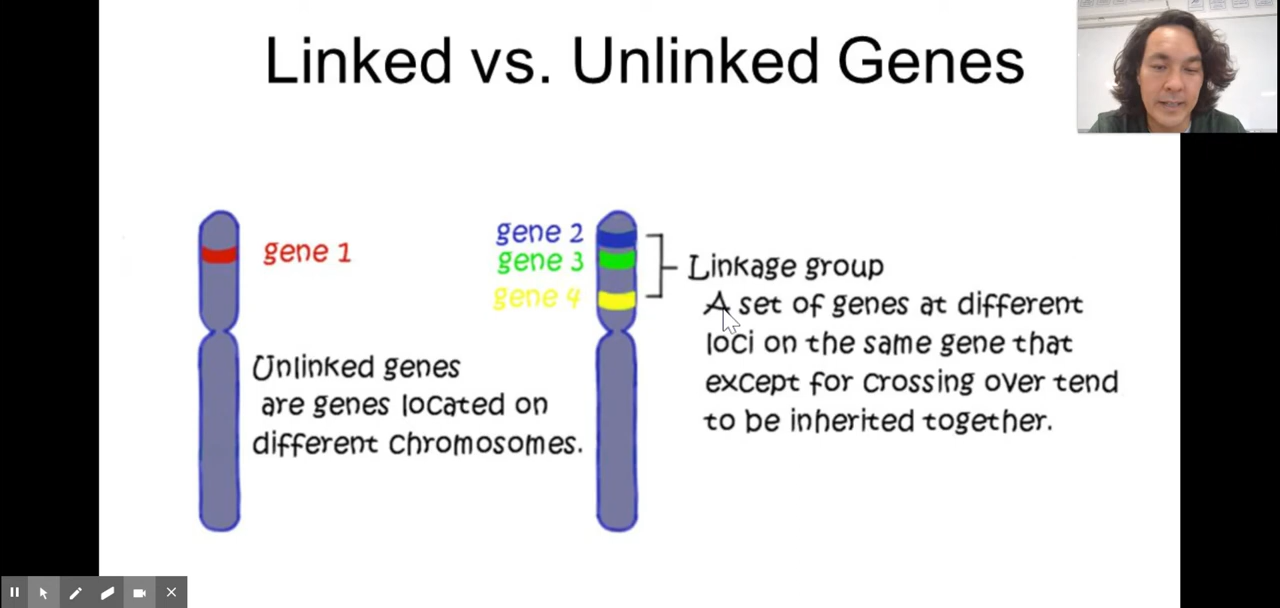 Linked vs. Unlinked Genes
gene 1
Unlinked genes
are genes located on
different chromosomes.
gene 2
gene 3
gene 4
Linkage group
A set of genes at different
loci on the same gene that
except for crossing over tend
to be inherited together.